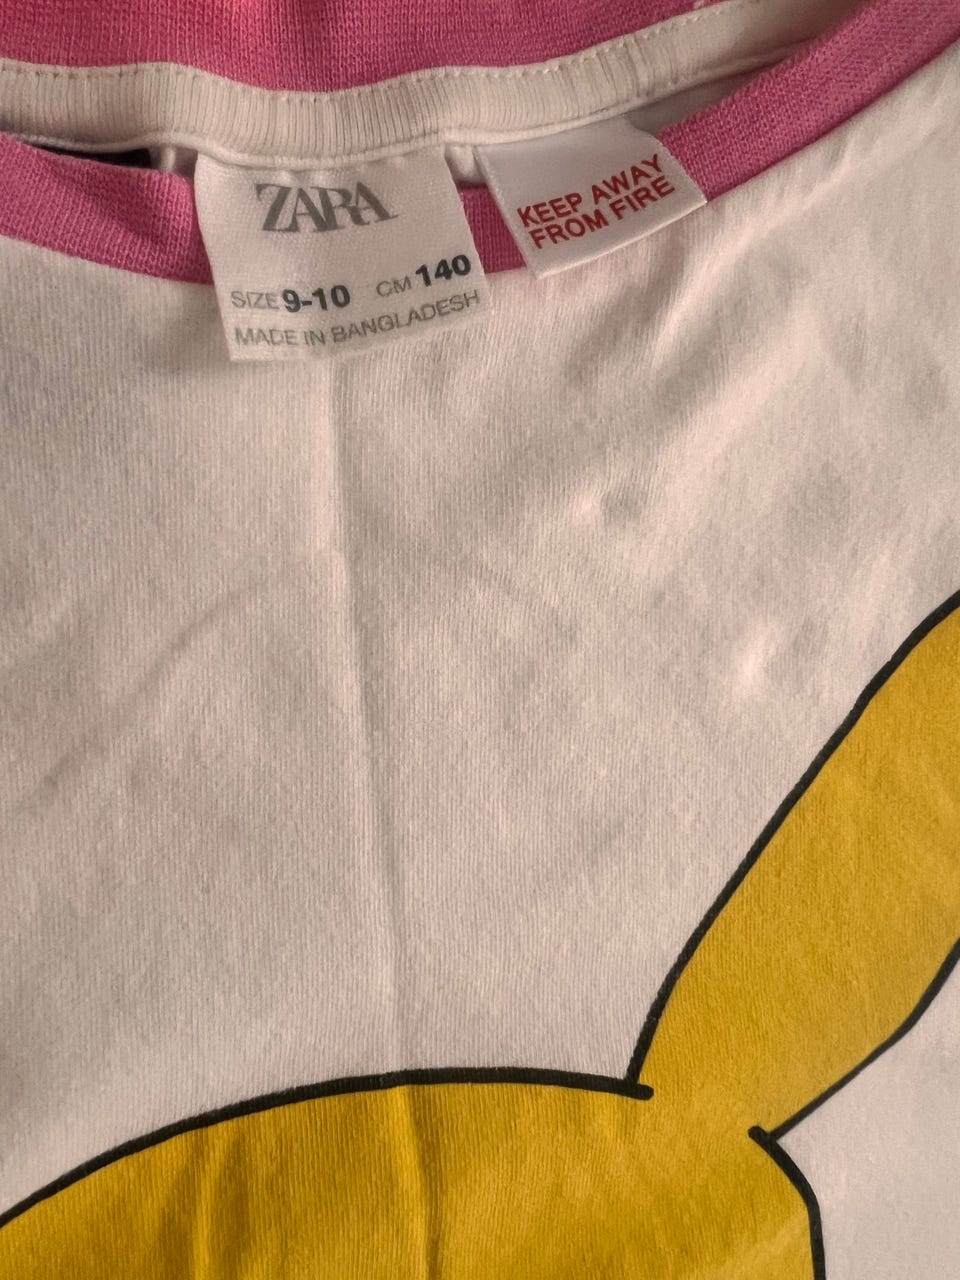 ZARA
SIZE 9-10 CM 140
MADE IN BANGLADESH
KEEP AWAY
FROM FIRE